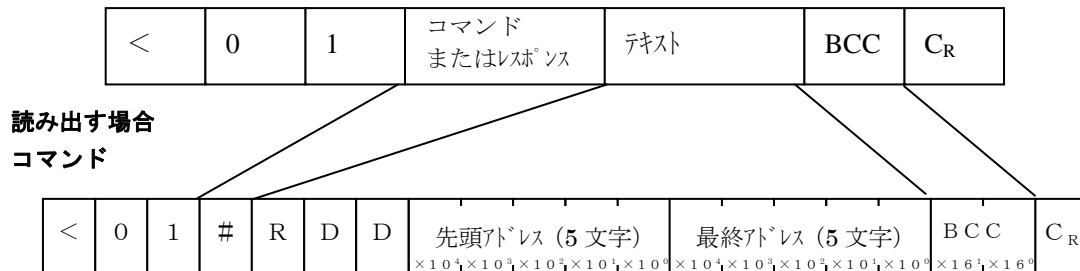 < 0 1 コマンド またはﾚｽﾎﾟﾝｽ ﾃｷｽﾄ BCC CR
読み出す場合
コマンド
< 0 1 # R D D 先頭ｱﾄﾞﾚｽ (5 文字) 最終ｱﾄﾞﾚｽ (5 文字) BCC CR
×10⁴×10³×10²×10¹×10⁰ ×10⁴×10³×10²×10¹×10⁰ ×16¹×16⁰